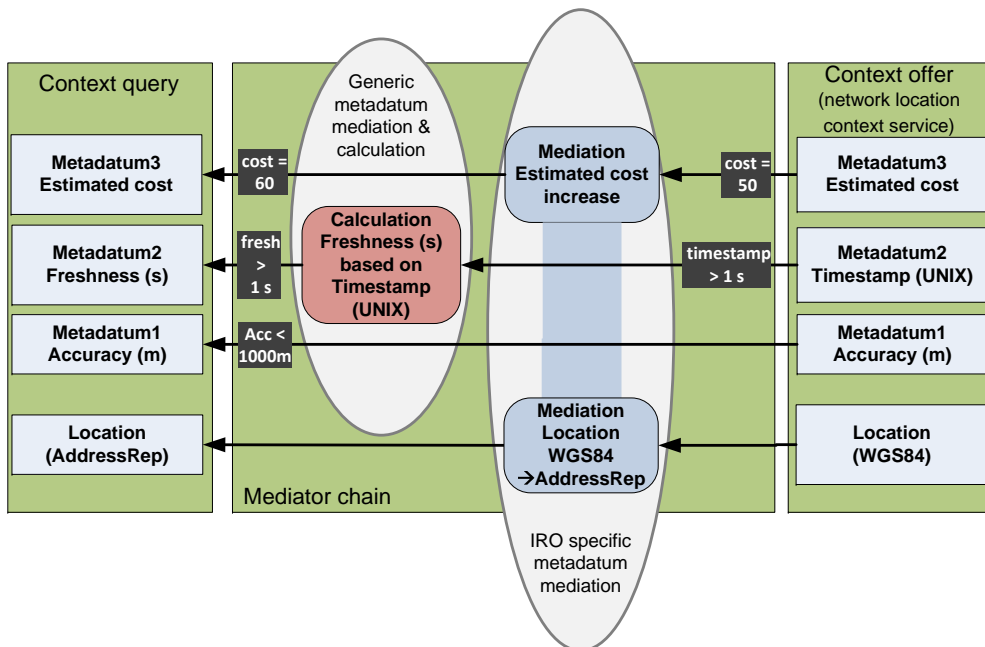 Context query
Metadatum3
Estimated cost
Metadatum2
Freshness (s)
Metadatum1
Accuracy (m)
Location
(AddressRep)
Generic
metadatum
mediation &
calculation
cost =
60
fresh
>
1 s
Acc <
1000m
Calculation
Freshness (s)
based on
Timestamp
(UNIX)
Mediation
Estimated cost
increase
cost =
50
timestamp
> 1 s
Mediation
Location
WGS84
→AddressRep
Mediator chain
IRO specific
metadatum
mediation
Context offer
(network location
context service)
Metadatum3
Estimated cost
Metadatum2
Timestamp (UNIX)
Metadatum1
Accuracy (m)
Location
(WGS84)